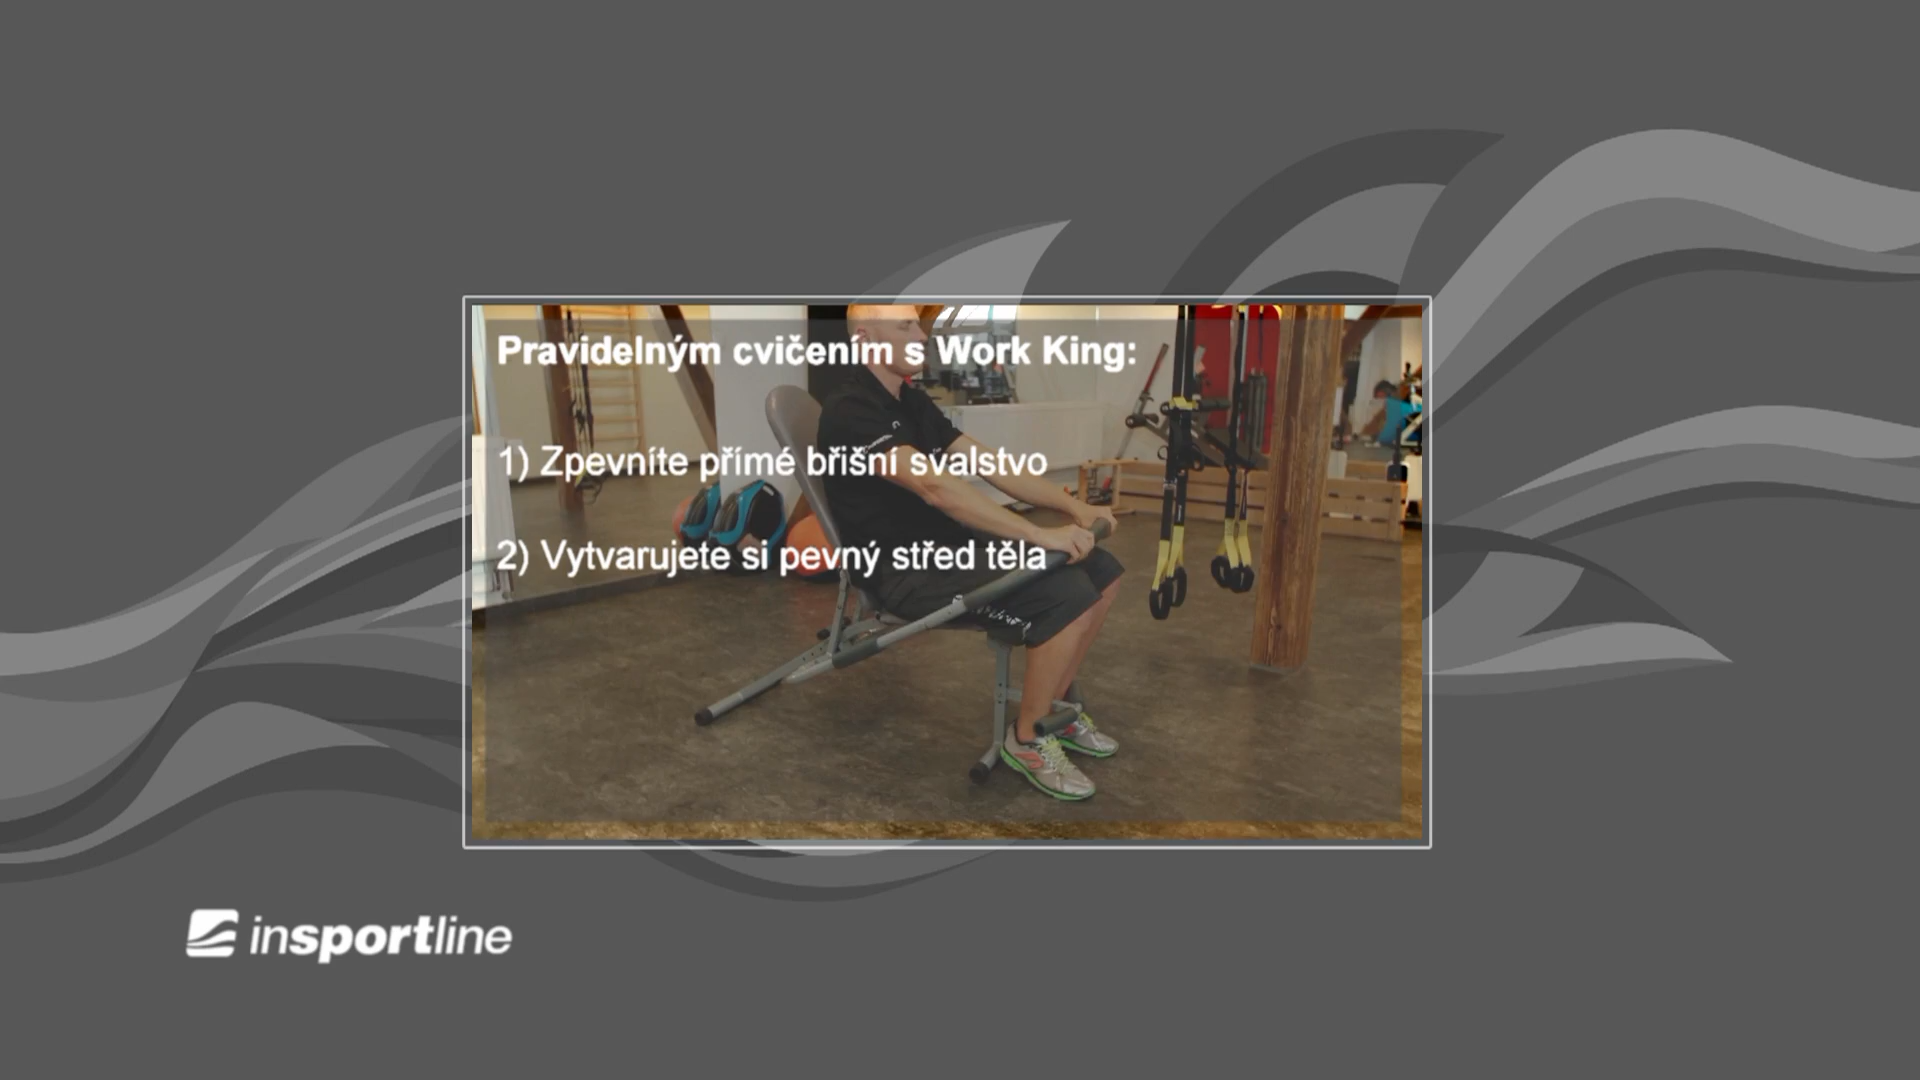 Pravidelným cvičením s Work King:
1) Zpevníte přímé břišní svalstvo
2) Vytvarujete si pevný střed těla
insportline